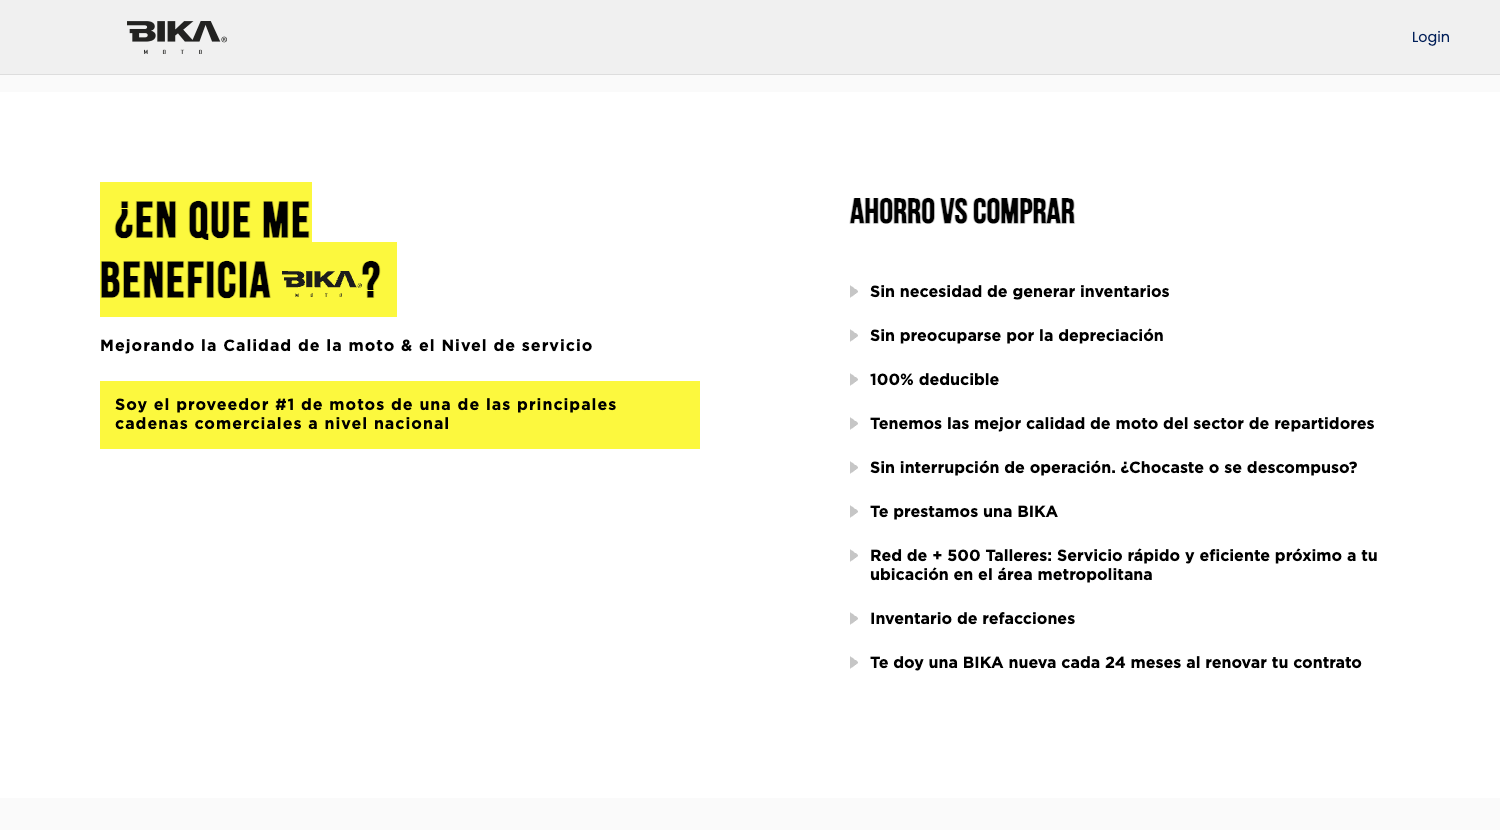 BIKA®
MOTO
Login
¿EN QUE ME
BENEFICIA BIKA® MOTO?
Mejorando la Calidad de la moto & el Nivel de servicio
Soy el proveedor #1 de motos de una de las principales
cadenas comerciales a nivel nacional
AHORRO VS COMPRAR
Sin necesidad de generar inventarios
Sin preocuparse por la depreciación
100% deducible
Tenemos las mejor calidad de moto del sector de repartidores
Sin interrupción de operación. ¿Chocaste o se descompuso?
Te prestamos una BIKA
Red de + 500 Talleres: Servicio rápido y eficiente próximo a tu
ubicación en el área metropolitana
Inventario de refacciones
Te doy una BIKA nueva cada 24 meses al renovar tu contrato